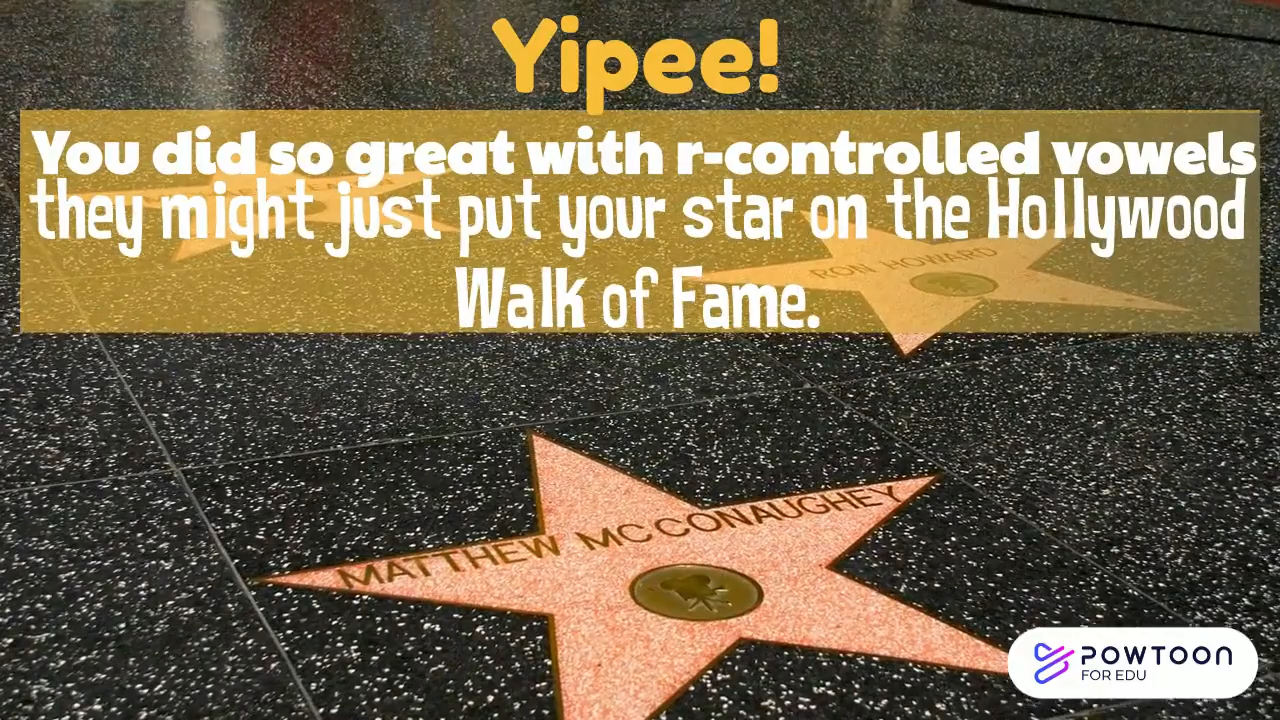 Yipee!
You did so great with r-controlled vowels
they might just put your star on the Hollywood
Walk of Fame.
RON HOWARD
MATTHEW MCCONAUGHEY
POWTOON
FOR EDU